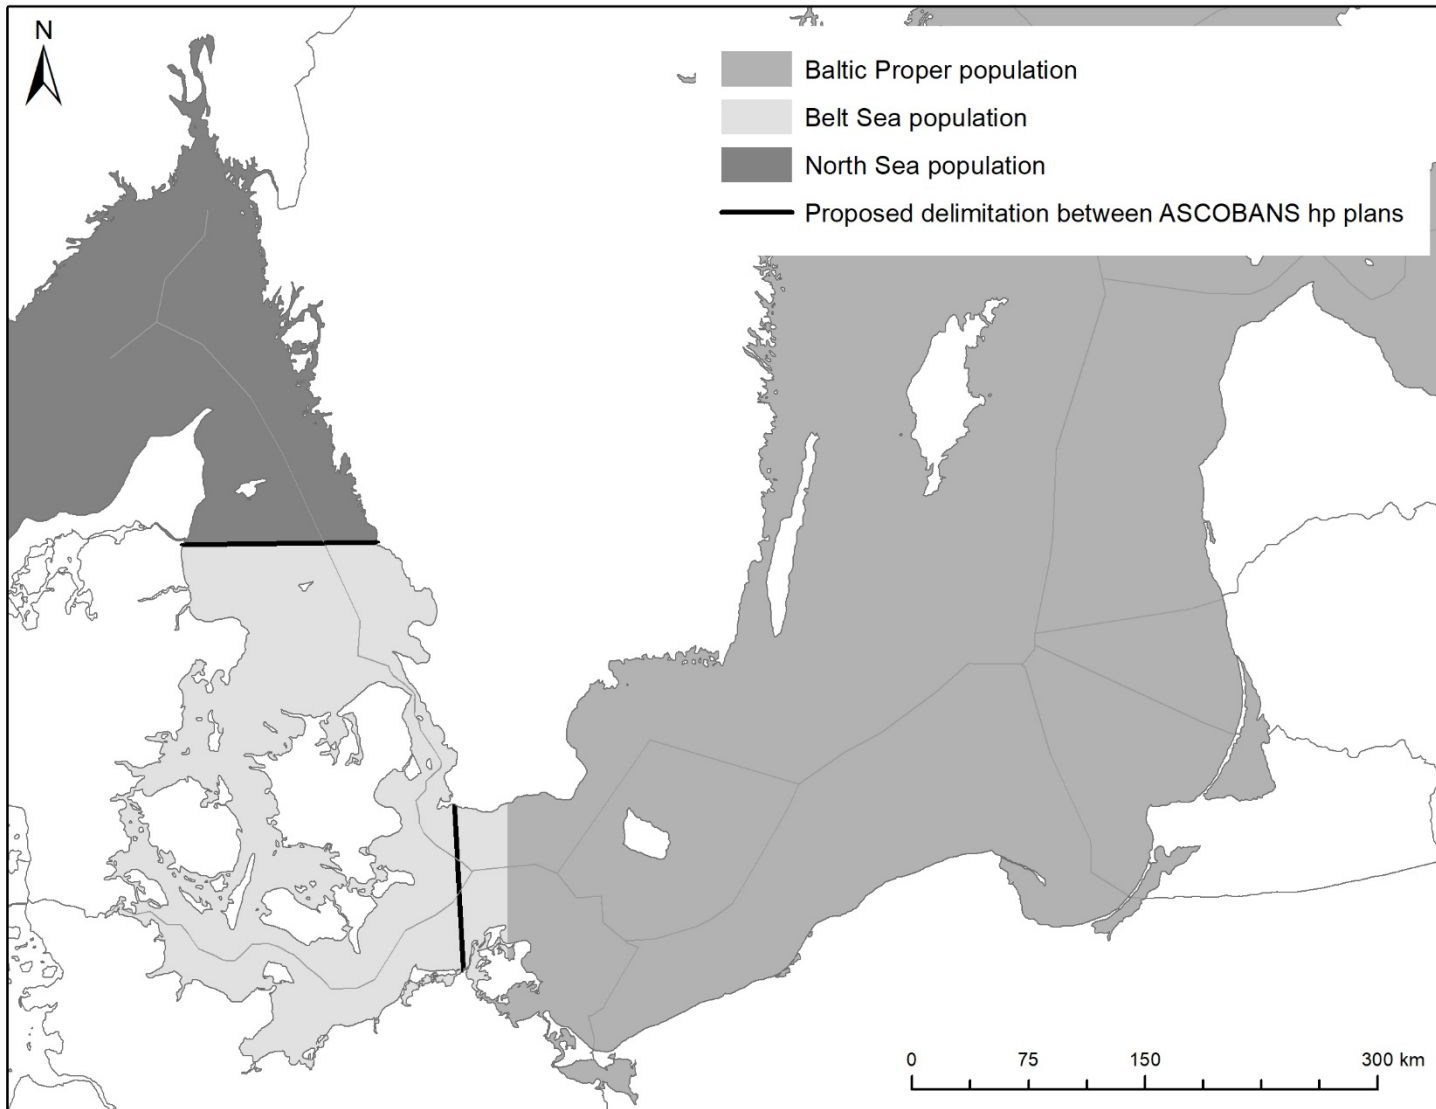 N
Baltic Proper population
Belt Sea population
North Sea population
Proposed delimitation between ASCOBANS hp plans
0 75 150 300 km